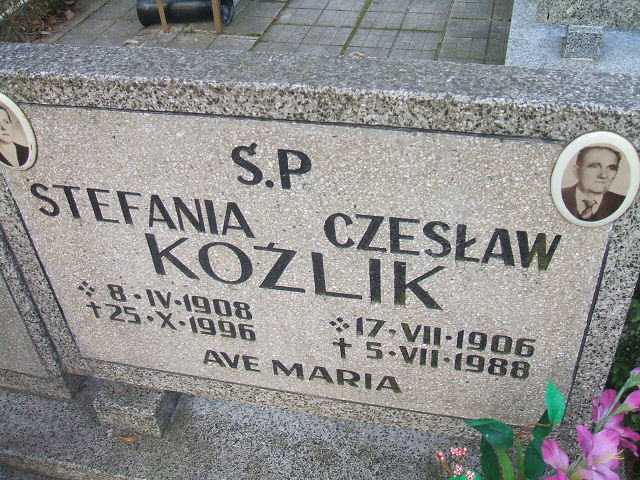 Ś.P
STEFANIA CZESŁAW
KOŹLIK
8·IV·1908 17·VII·1906
†25·X·1996 †5·VII·1988
AVE MARIA